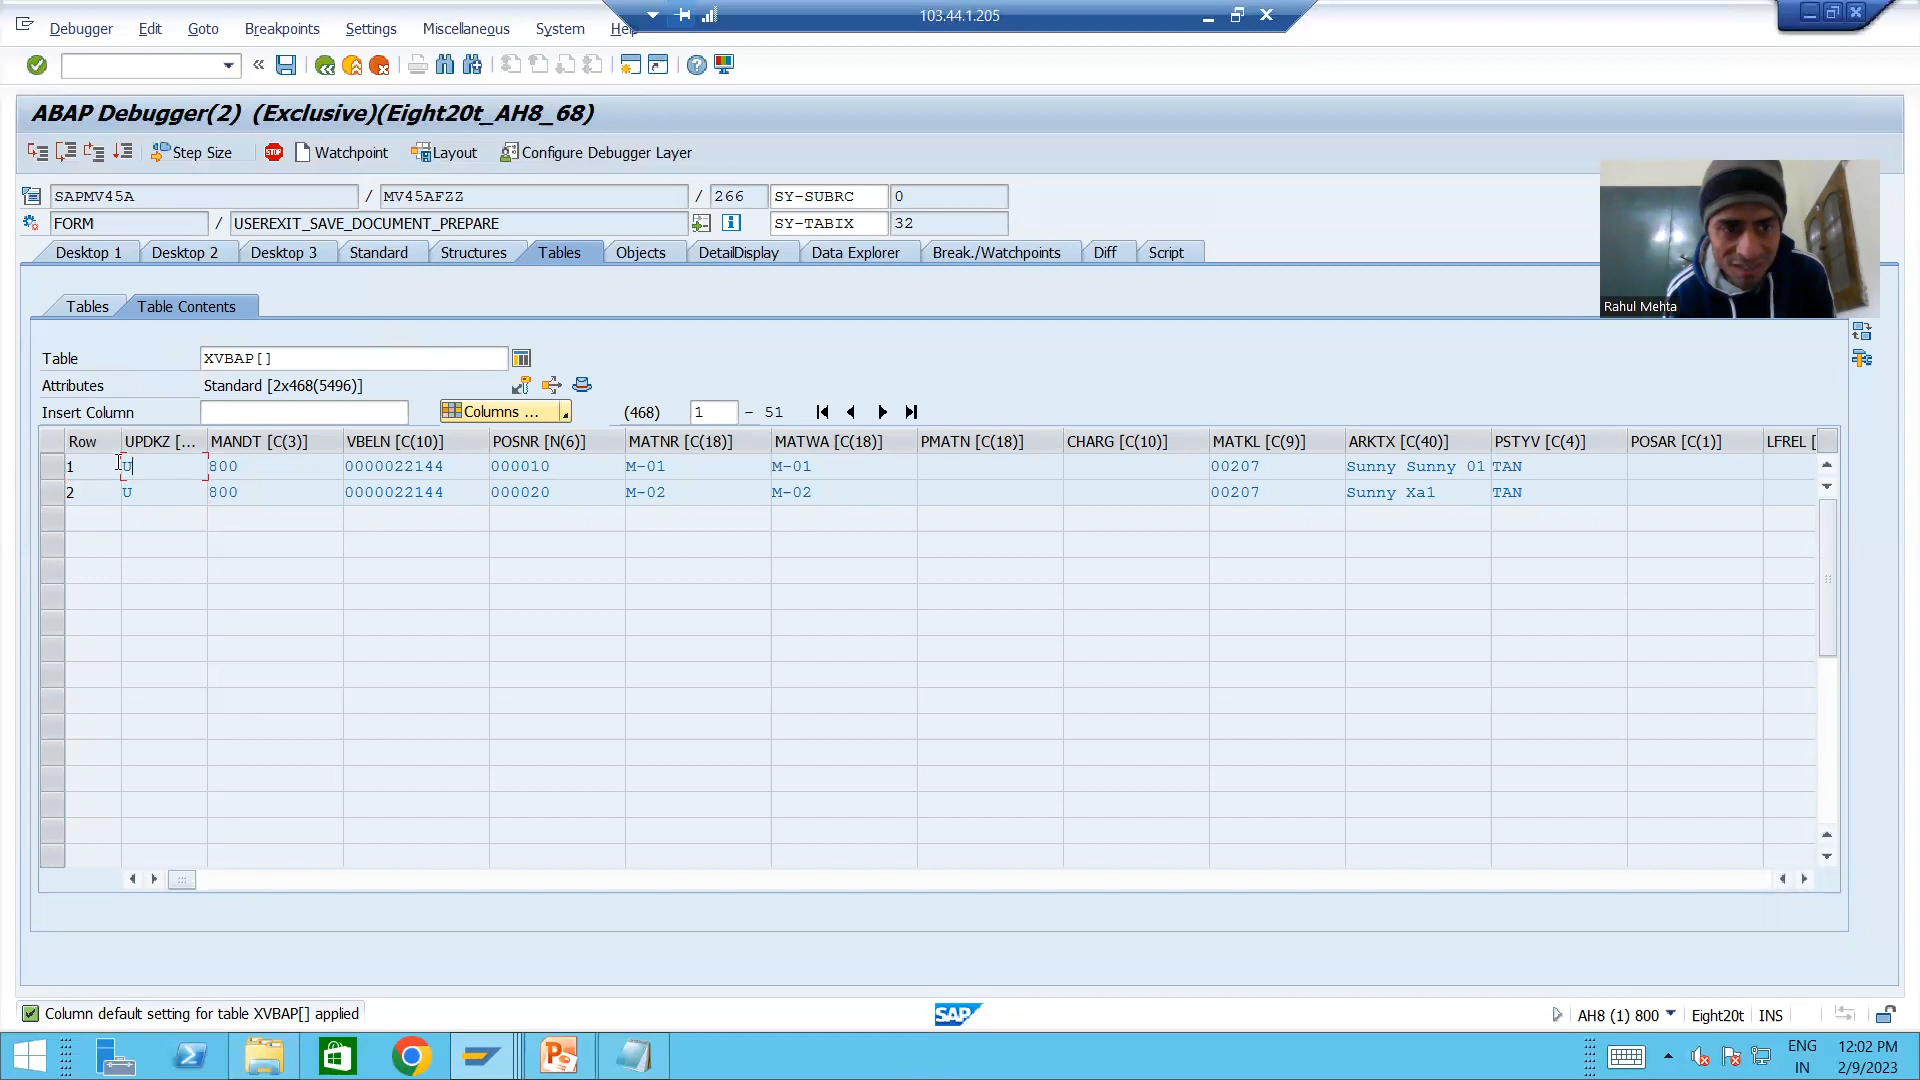 103.44.1.205
Debugger Edit Goto Breakpoints Settings Miscellaneous System Help
ABAP Debugger(2) (Exclusive)(Eight20t_AH8_68)
Step Size STOP Watchpoint Layout Configure Debugger Layer
SAPMV45A / MV45AFZZ / 266 SY-SUBRC 0
FORM / USEREXIT_SAVE_DOCUMENT_PREPARE SY-TABIX 32
Desktop 1 Desktop 2 Desktop 3 Standard Structures Tables Objects DetailDisplay Data Explorer Break./Watchpoints Diff Script
Rahul Mehta
Tables Table Contents
Table XVBAP[]
Attributes Standard [2x468(5496)]
Insert Column Columns ... (468) 1 - 51
Row UPDKZ [... MANDT [C(3)] VBELN [C(10)] POSNR [N(6)] MATNR [C(18)] MATWA [C(18)] PMATN [C(18)] CHARG [C(10)] MATKL [C(9)] ARKTX [C(40)] PSTYV [C(4)] POSAR [C(1)] LFREL [
1 U 800 0000022144 000010 M-01 M-01 00207 Sunny Sunny 01 TAN
2 U 800 0000022144 000020 M-02 M-02 00207 Sunny Xa1 TAN
Column default setting for table XVBAP[] applied
SAP
AH8 (1) 800 Eight20t INS
ENG 12:02 PM
IN 2/9/2023